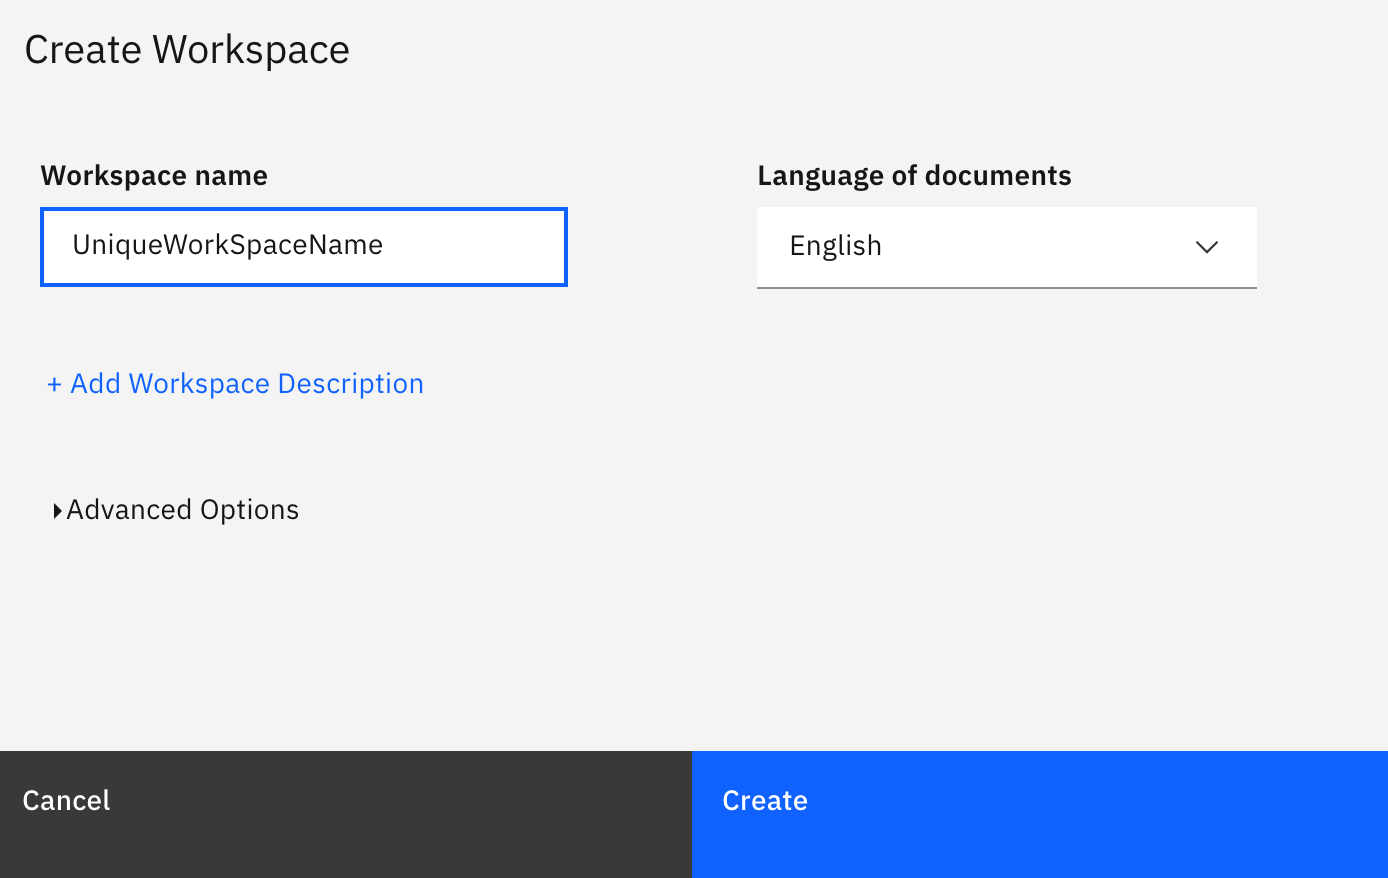 Create Workspace
Workspace name
Language of documents
UniqueWorkSpaceName
English
+ Add Workspace Description
Advanced Options
Cancel
Create